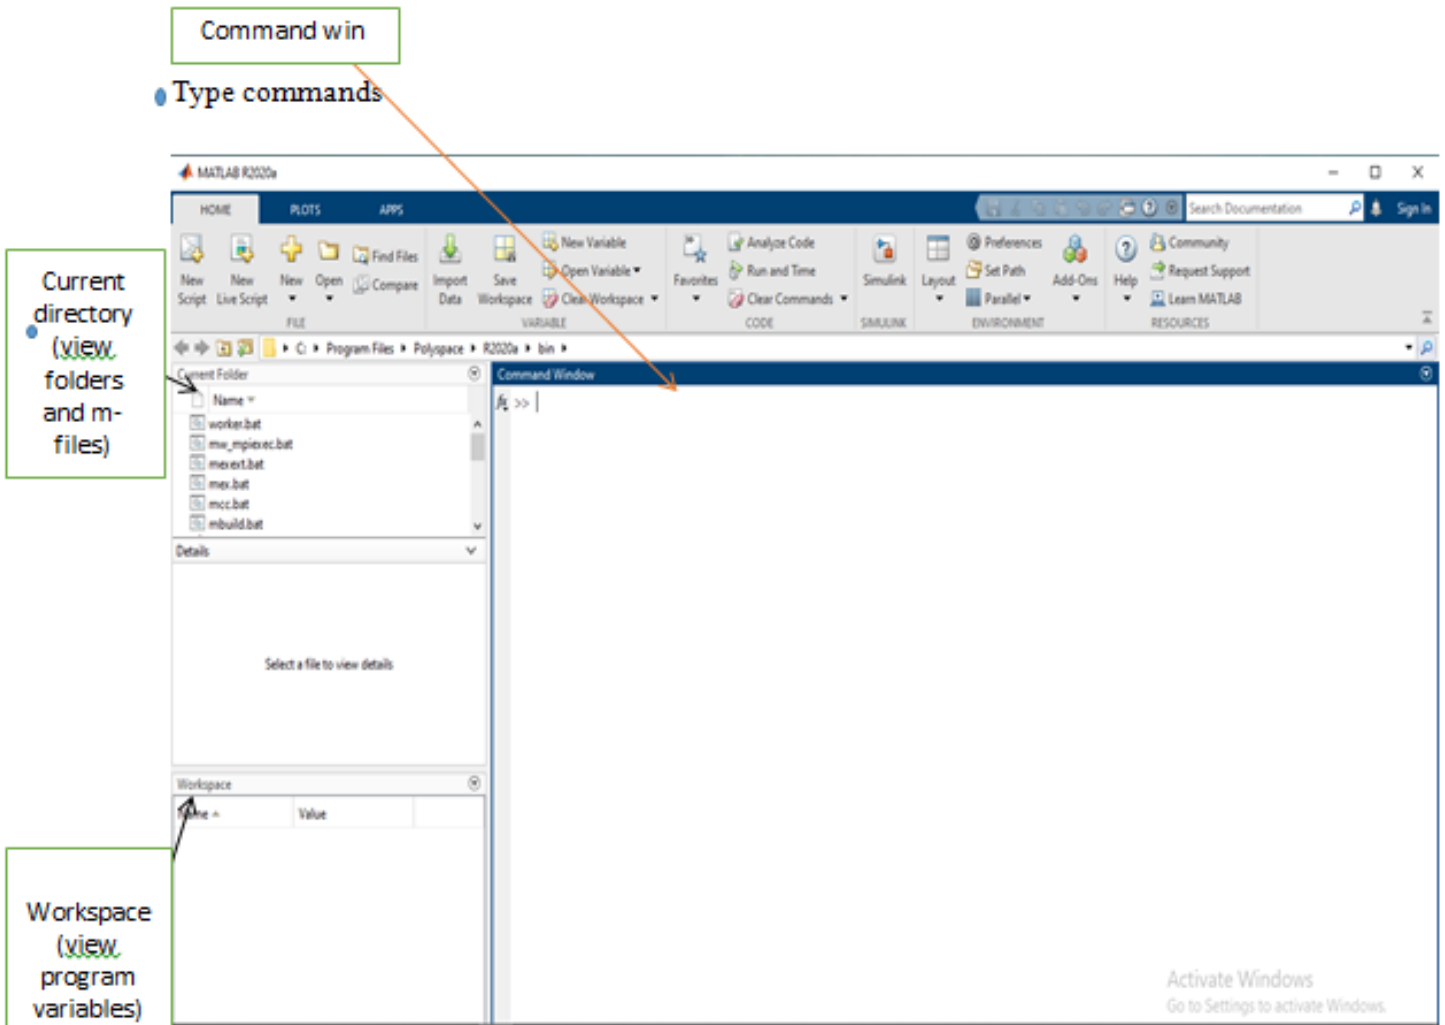 Command win
Type commands
MATLAB R2020a
HOME PLOTS APPS Search Documentation Sign In
New Script
New Live Script
New
Open
Find Files
Compare
FILE
Import Data
Save Workspace
New Variable
Open Variable
Clear Workspace
VARIABLE
Favorites
Analyze Code
Run and Time
Clear Commands
CODE
Simulink
SIMULINK
Layout
Preferences
Set Path
Parallel
Add-Ons
ENVIRONMENT
Help
Community
Request Support
Learn MATLAB
RESOURCES
C: Program Files Polyspace R2020a bin
Current
directory
(view
folders
and m-
files)
Current Folder
Name
worker.bat
mw_mpiexec.bat
mexext.bat
mex.bat
mcc.bat
mbuild.bat
Details
Select a file to view details
Command Window
fx >>
Workspace
Name Value
Workspace
(view
program
variables)
Activate Windows
Go to Settings to activate Windows.